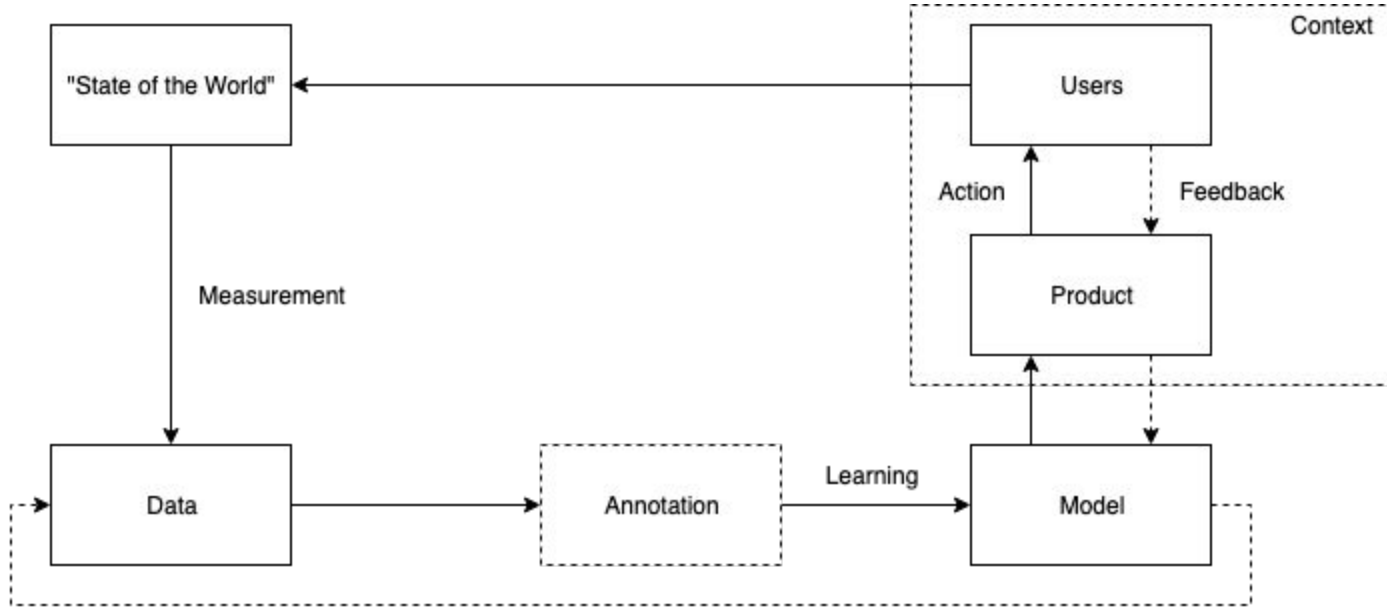 Context
"State of the World"
Users
Action
Feedback
Measurement
Product
Learning
Data
Annotation
Model